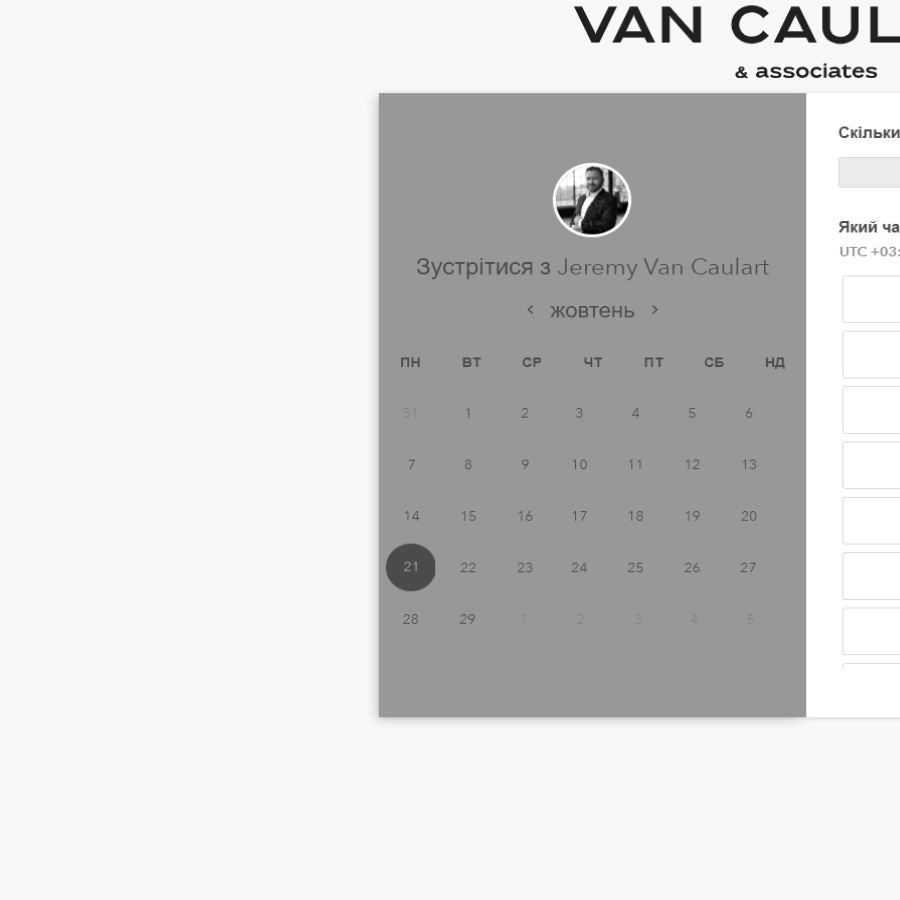 VAN CAUL
& associates
Зустрітися з Jeremy Van Caulart
жовтень
ПН ВТ СР ЧТ ПТ СБ НД
31 1 2 3 4 5 6
7 8 9 10 11 12 13
14 15 16 17 18 19 20
21 22 23 24 25 26 27
28 29 1 2 3 4 5
Скільки
Який ча
UTC +03: